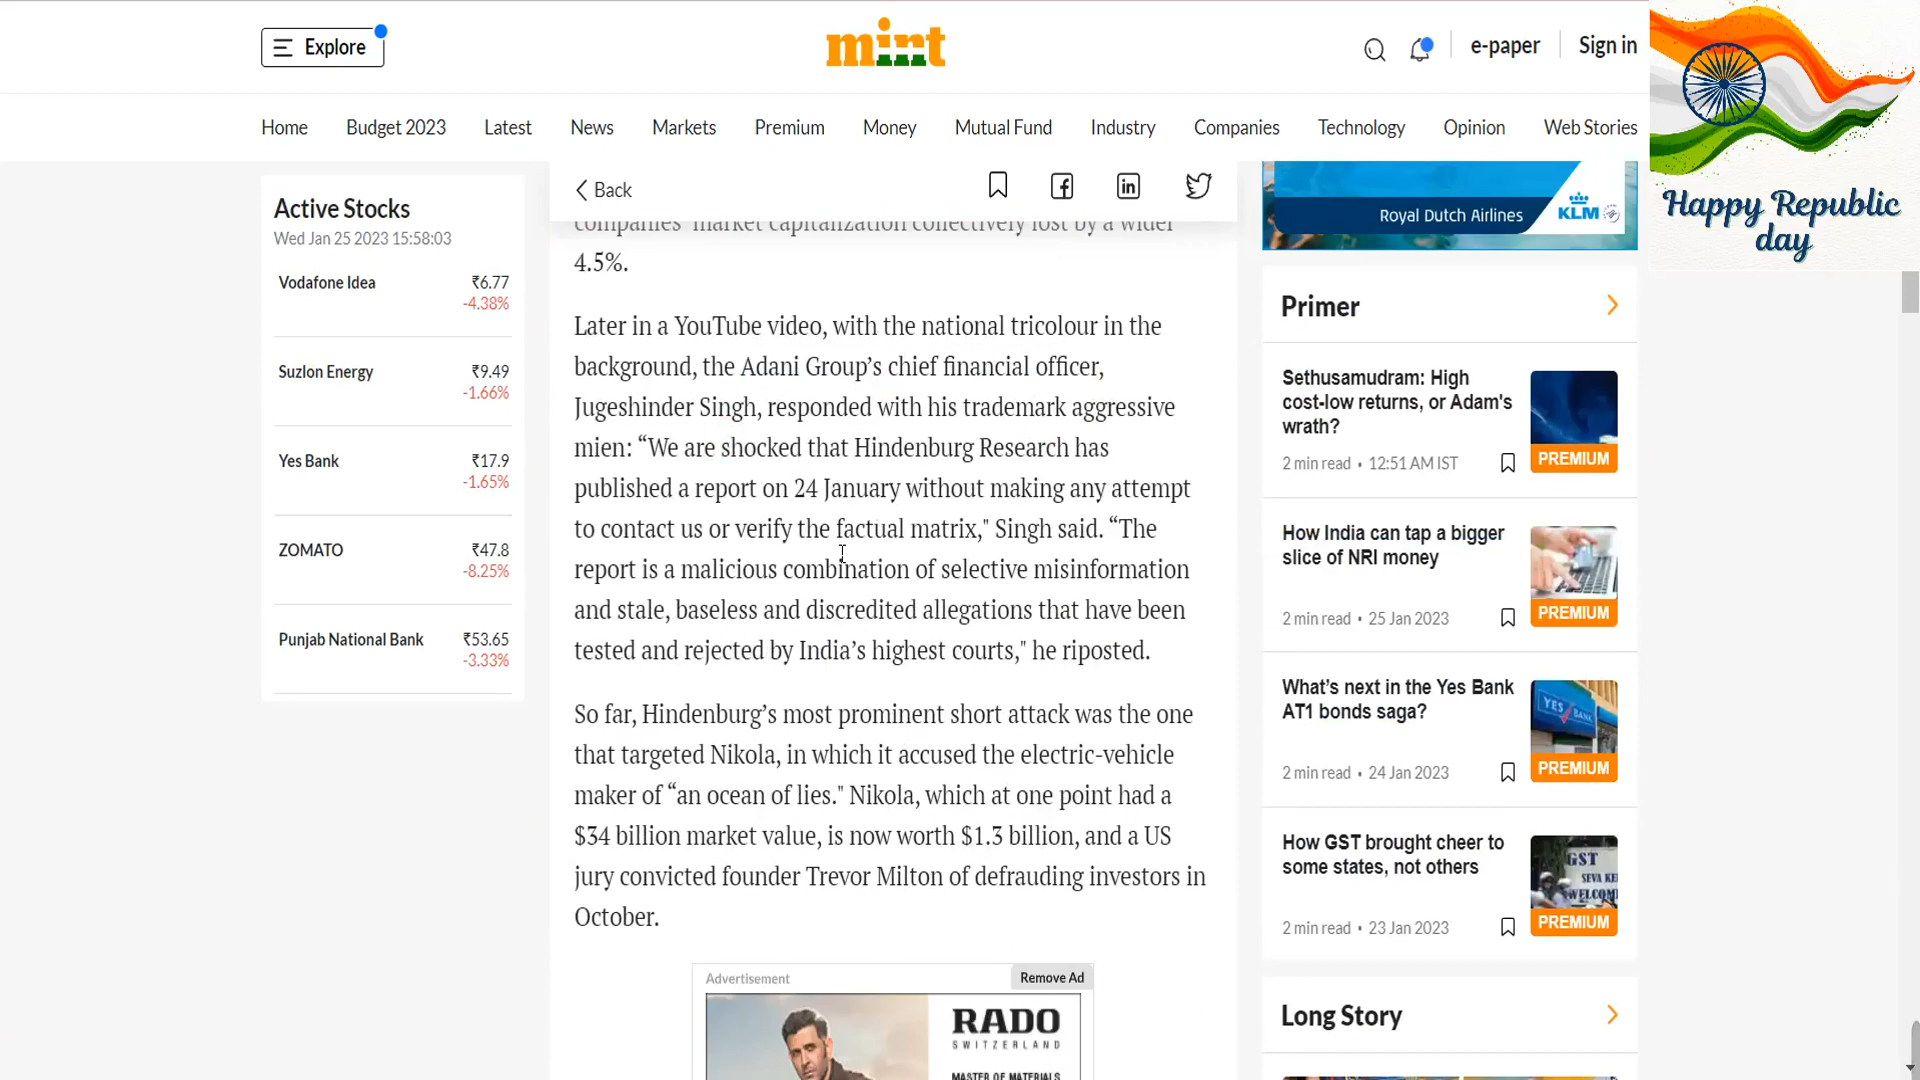 Explore
mint
e-paper
Sign in
Happy Republic
day
Home
Budget 2023
Latest
News
Markets
Premium
Money
Mutual Fund
Industry
Companies
Technology
Opinion
Web Stories
Active Stocks
Wed Jan 25 2023 15:58:03
Vodafone Idea
₹6.77
-4.38%
Suzlon Energy
₹9.49
-1.66%
Yes Bank
₹17.9
-1.65%
ZOMATO
₹47.8
-8.25%
Punjab National Bank
₹53.65
-3.33%
Back
companies' market capitalization collectively lost by a wider
4.5%.
Later in a YouTube video, with the national tricolour in the
background, the Adani Group’s chief financial officer,
Jugeshinder Singh, responded with his trademark aggressive
mien: “We are shocked that Hindenburg Research has
published a report on 24 January without making any attempt
to contact us or verify the factual matrix," Singh said. “The
report is a malicious combination of selective misinformation
and stale, baseless and discredited allegations that have been
tested and rejected by India’s highest courts," he riposted.
So far, Hindenburg’s most prominent short attack was the one
that targeted Nikola, in which it accused the electric-vehicle
maker of “an ocean of lies." Nikola, which at one point had a
$34 billion market value, is now worth $1.3 billion, and a US
jury convicted founder Trevor Milton of defrauding investors in
October.
Advertisement
Remove Ad
RADO
SWITZERLAND
MASTER OF MATERIALS
Royal Dutch Airlines
KLM
Primer
Sethusamudram: High
cost-low returns, or Adam's
wrath?
2 min read • 12:51 AM IST
PREMIUM
How India can tap a bigger
slice of NRI money
2 min read • 25 Jan 2023
PREMIUM
What’s next in the Yes Bank
AT1 bonds saga?
2 min read • 24 Jan 2023
YES BANK
PREMIUM
How GST brought cheer to
some states, not others
2 min read • 23 Jan 2023
GST
SEVA KE
WELCOM
PREMIUM
Long Story